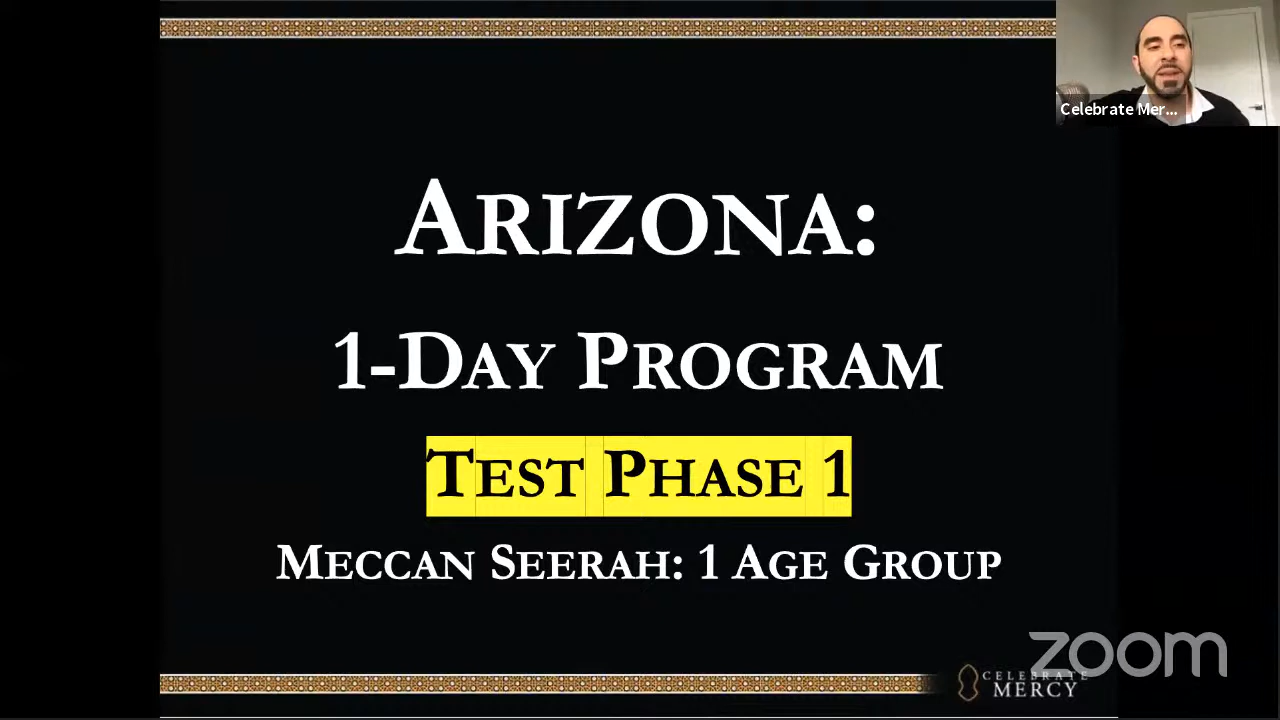 Celebrate Mer...
ARIZONA:
1-DAY PROGRAM
TEST PHASE 1
MECCAN SEERAH: 1 AGE GROUP
zoom
CELEBRATE
MERCY